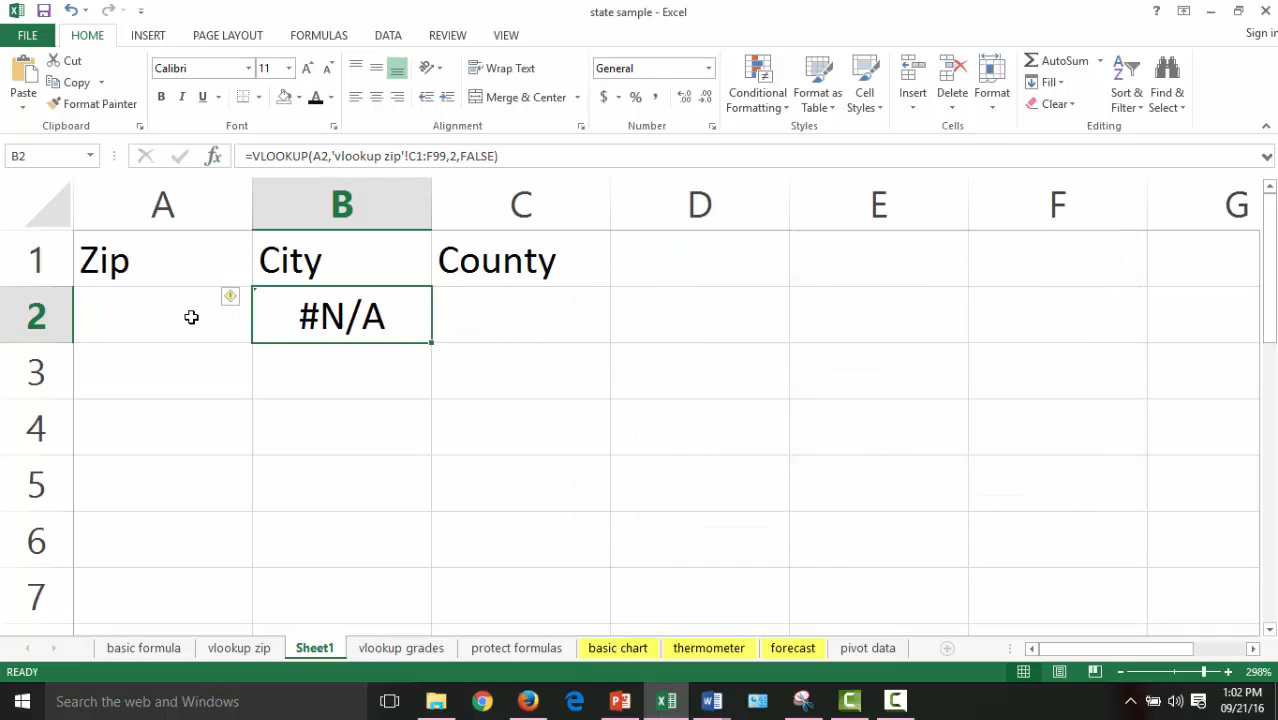 state sample - Excel
Sign in
FILE HOME INSERT PAGE LAYOUT FORMULAS DATA REVIEW VIEW
Paste
Cut
Copy
Format Painter
Clipboard
Calibri 11
B I U A
Font
Wrap Text
Merge & Center
Alignment
General
$ % ,
Number
Conditional Formatting
Format as Table
Cell Styles
Styles
Insert Delete Format
Cells
AutoSum
Fill
Clear
Sort & Filter
Find & Select
Editing
B2 fx =VLOOKUP(A2,'vlookup zip'!C1:F99,2,FALSE)
A B C D E F G
1 Zip City County
2 #N/A
3
4
5
6
7
basic formula vlookup zip Sheet1 vlookup grades protect formulas basic chart thermometer forecast pivot data
READY 298%
Search the web and Windows
1:02 PM
09/21/16